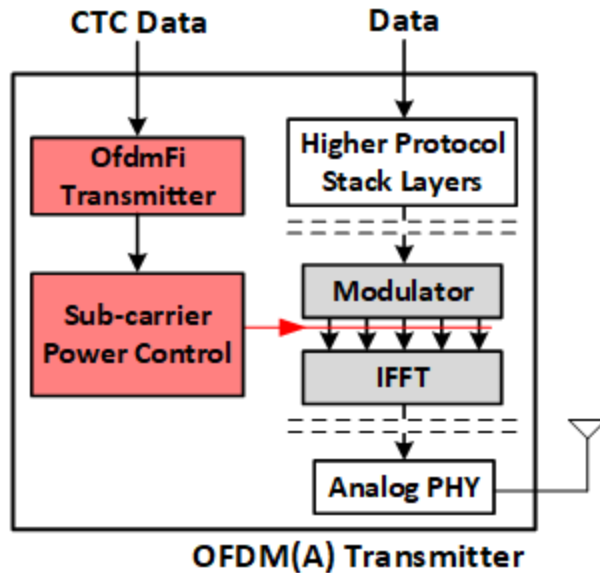 CTC Data
Data
OfdmFi
Transmitter
Higher Protocol
Stack Layers
Sub-carrier
Power Control
Modulator
IFFT
Analog PHY
OFDM(A) Transmitter